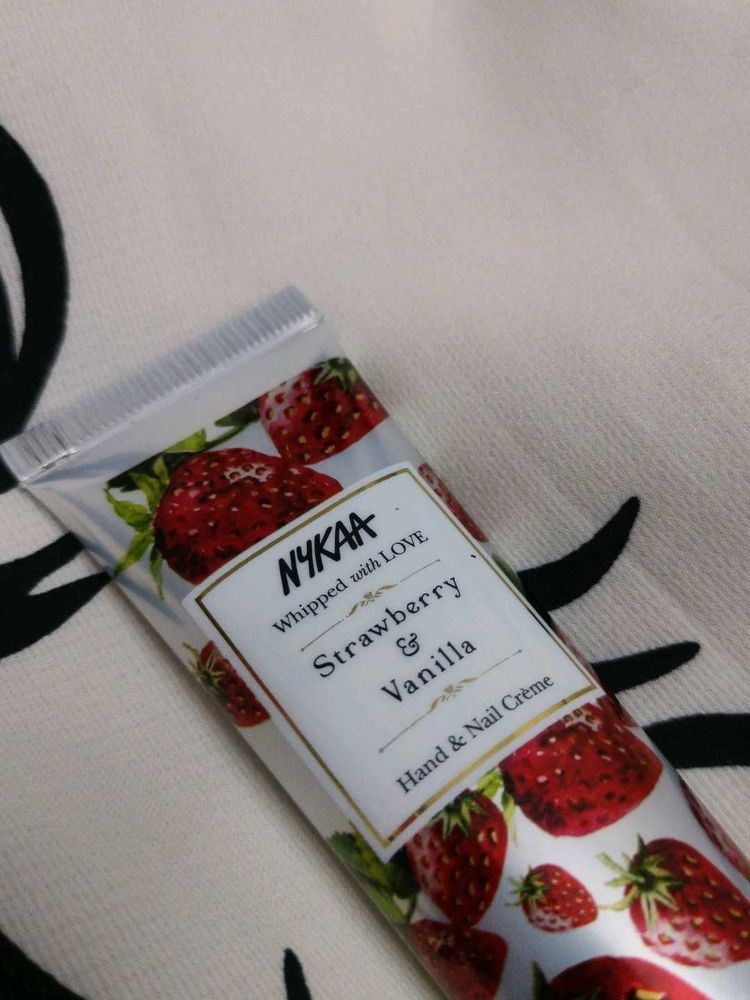 NYKAA
Whipped with LOVE
Strawberry
&
Vanilla
Hand & Nail Crème